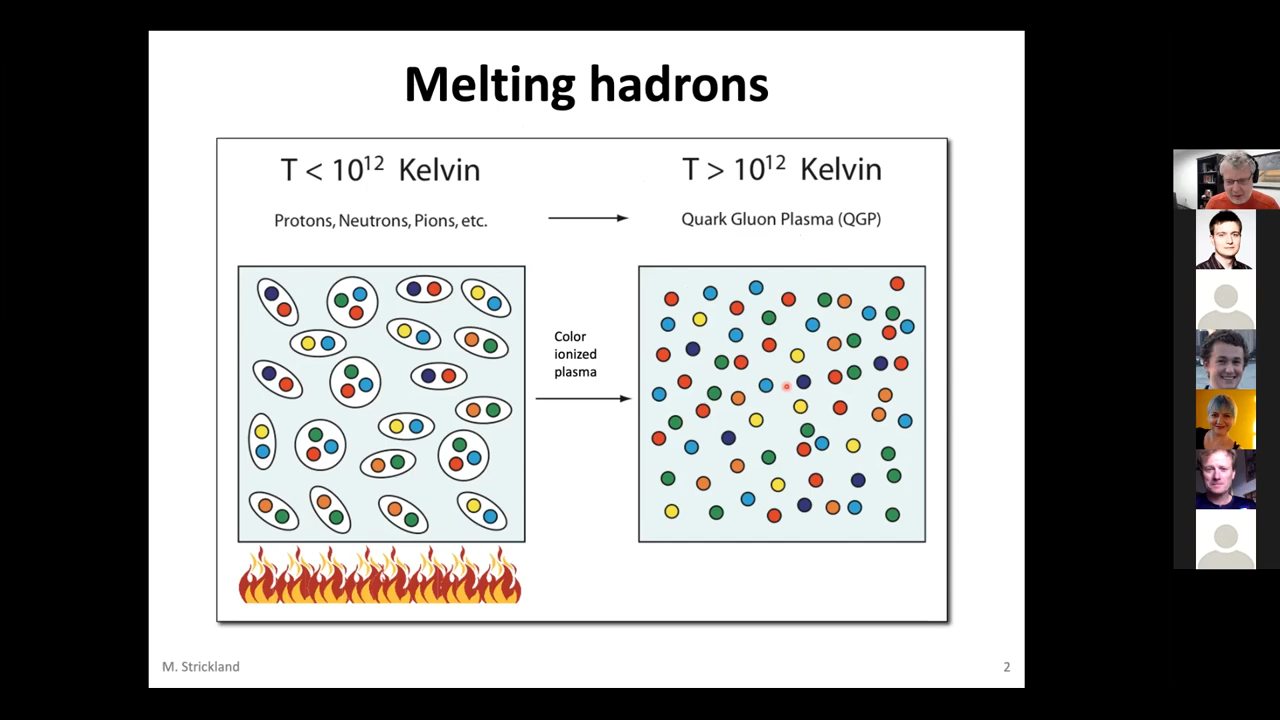 Melting hadrons
T < 10¹² Kelvin
T > 10¹² Kelvin
Protons, Neutrons, Pions, etc.
Quark Gluon Plasma (QGP)
Color
ionized
plasma
M. Strickland
2